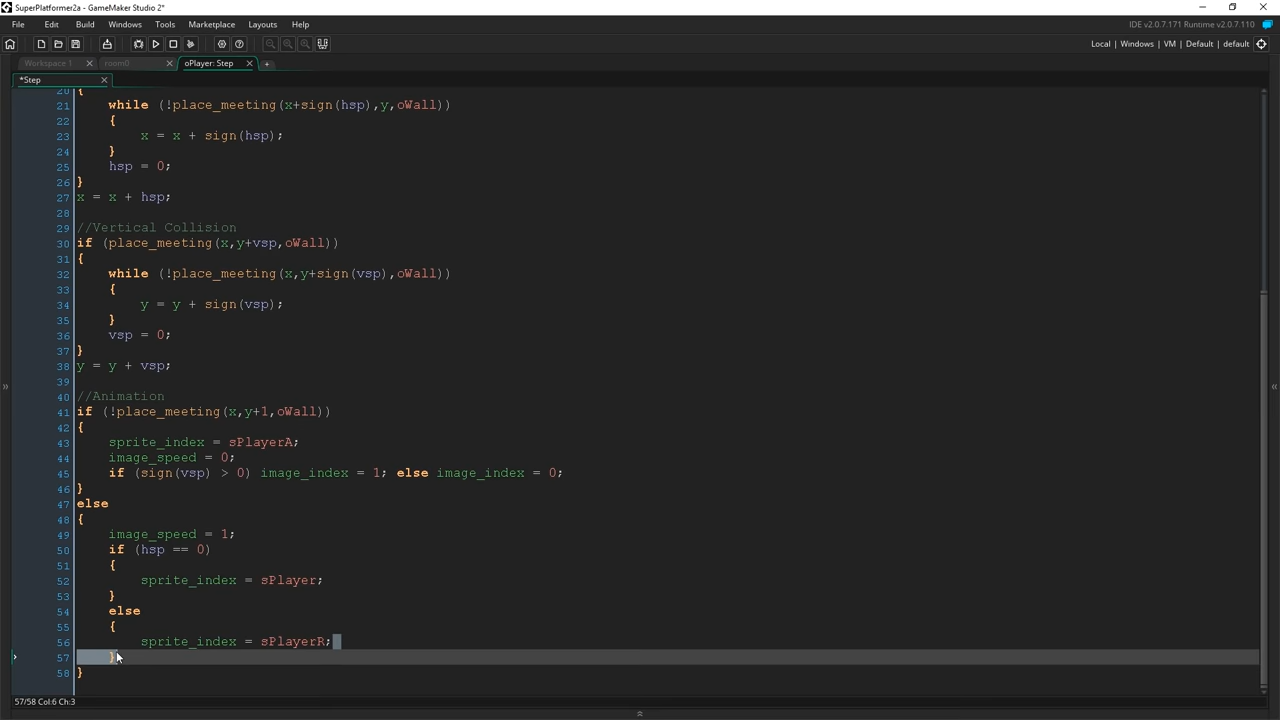 SuperPlatformer2a - GameMaker Studio 2*
File Edit Build Windows Tools Marketplace Layouts Help
IDE v2.0.7.171 Runtime v2.0.7.110
Local | Windows | VM | Default | default
Workspace 1 room0 oPlayer: Step +
*Step
20 {
21 while (!place_meeting(x+sign(hsp),y,oWall))
22 {
23 x = x + sign(hsp);
24 }
25 hsp = 0;
26 }
27 x = x + hsp;
28
29 //Vertical Collision
30 if (place_meeting(x,y+vsp,oWall))
31 {
32 while (!place_meeting(x,y+sign(vsp),oWall))
33 {
34 y = y + sign(vsp);
35 }
36 vsp = 0;
37 }
38 y = y + vsp;
39
40 //Animation
41 if (!place_meeting(x,y+1,oWall))
42 {
43 sprite_index = sPlayerA;
44 image_speed = 0;
45 if (sign(vsp) > 0) image_index = 1; else image_index = 0;
46 }
47 else
48 {
49 image_speed = 1;
50 if (hsp == 0)
51 {
52 sprite_index = sPlayer;
53 }
54 else
55 {
56 sprite_index = sPlayerR;
57 }
58 }
57/58 Col:6 Ch:3